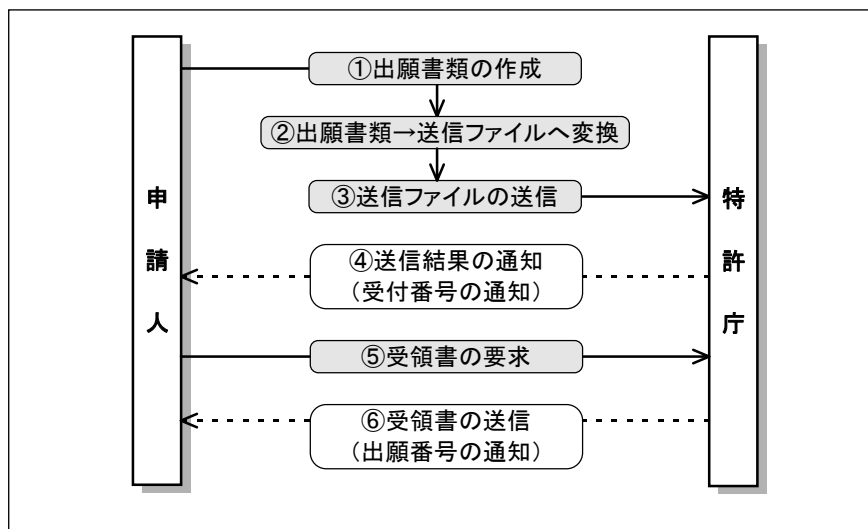 ①出願書類の作成
②出願書類→送信ファイルへ変換
③送信ファイルの送信
申請人
特許庁
④送信結果の通知
(受付番号の通知)
⑤受領書の要求
⑥受領書の送信
(出願番号の通知)